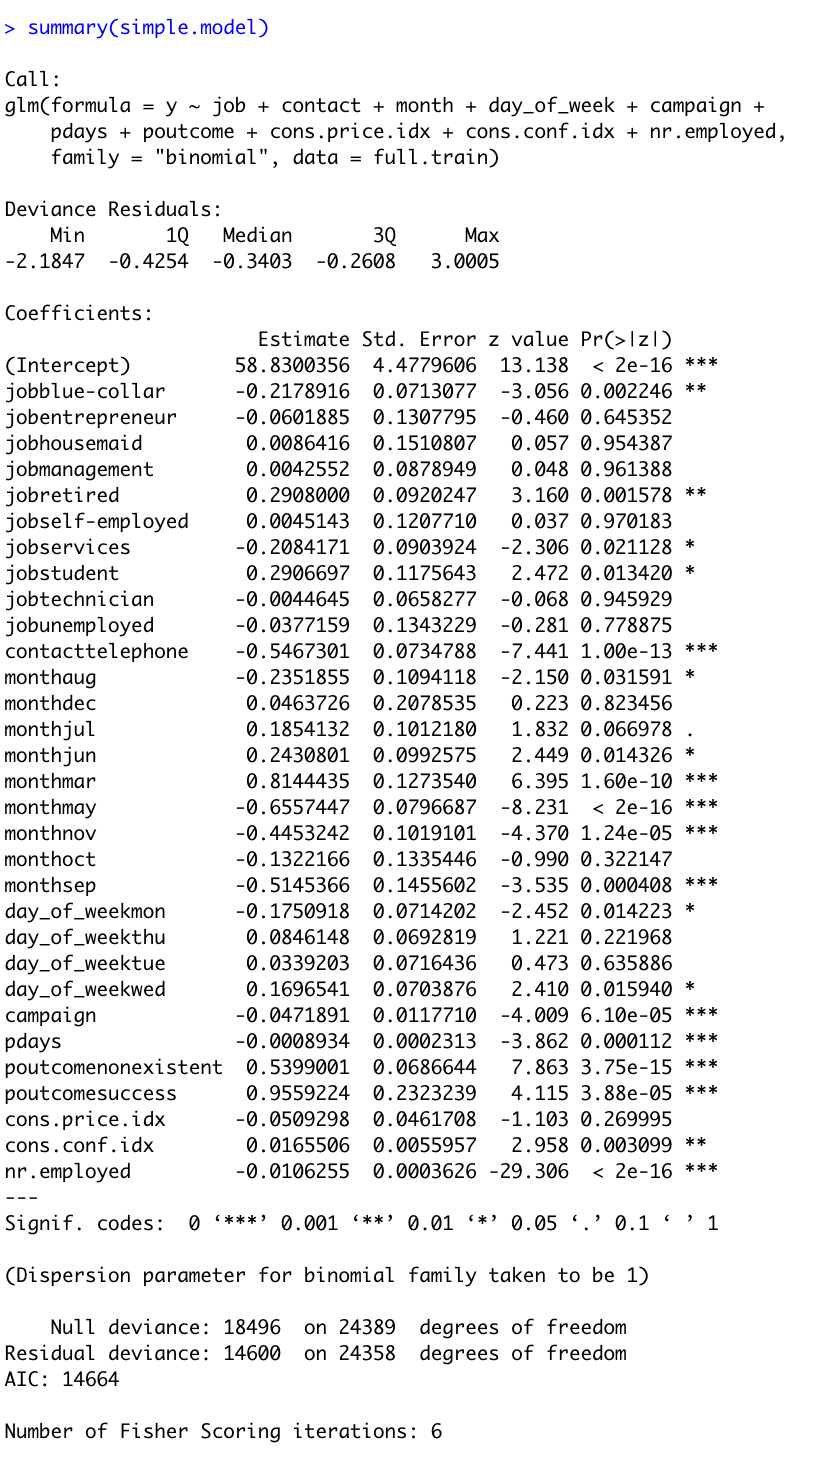 > summary(simple.model)
Call:
glm(formula = y ~ job + contact + month + day_of_week + campaign +
    pdays + poutcome + cons.price.idx + cons.conf.idx + nr.employed,
    family = "binomial", data = full.train)
Deviance Residuals:
    Min       1Q   Median       3Q      Max
-2.1847  -0.4254  -0.3403  -0.2608   3.0005
Coefficients:
                      Estimate Std. Error z value Pr(>|z|)
(Intercept)         58.8300356  4.4779606  13.138  < 2e-16 ***
jobblue-collar      -0.2178916  0.0713077  -3.056 0.002246 **
jobentrepreneur     -0.0601885  0.1307795  -0.460 0.645352
jobhousemaid         0.0086416  0.1510807   0.057 0.954387
jobmanagement        0.0042552  0.0878949   0.048 0.961388
jobretired           0.2908000  0.0920247   3.160 0.001578 **
jobself-employed     0.0045143  0.1207710   0.037 0.970183
jobservices         -0.2084171  0.0903924  -2.306 0.021128 *
jobstudent           0.2906697  0.1175643   2.472 0.013420 *
jobtechnician       -0.0044645  0.0658277  -0.068 0.945929
jobunemployed       -0.0377159  0.1343229  -0.281 0.778875
contacttelephone    -0.5467301  0.0734788  -7.441 1.00e-13 ***
monthaug            -0.2351855  0.1094118  -2.150 0.031591 *
monthdec             0.0463726  0.2078535   0.223 0.823456
monthjul             0.1854132  0.1012180   1.832 0.066978 .
monthjun             0.2430801  0.0992575   2.449 0.014326 *
monthmar             0.8144435  0.1273540   6.395 1.60e-10 ***
monthmay            -0.6557447  0.0796687  -8.231  < 2e-16 ***
monthnov            -0.4453242  0.1019101  -4.370 1.24e-05 ***
monthoct            -0.1322166  0.1335446  -0.990 0.322147
monthsep            -0.5145366  0.1455602  -3.535 0.000408 ***
day_of_weekmon      -0.1750918  0.0714202  -2.452 0.014223 *
day_of_weekthu       0.0846148  0.0692819   1.221 0.221968
day_of_weektue       0.0339203  0.0716436   0.473 0.635886
day_of_weekwed       0.1696541  0.0703876   2.410 0.015940 *
campaign            -0.0471891  0.0117710  -4.009 6.10e-05 ***
pdays               -0.0008934  0.0002313  -3.862 0.000112 ***
poutcomenonexistent  0.5399001  0.0686644   7.863 3.75e-15 ***
poutcomesuccess      0.9559224  0.2323239   4.115 3.88e-05 ***
cons.price.idx      -0.0509298  0.0461708  -1.103 0.269995
cons.conf.idx        0.0165506  0.0055957   2.958 0.003099 **
nr.employed         -0.0106255  0.0003626 -29.306  < 2e-16 ***
---
Signif. codes:  0 ‘***’ 0.001 ‘**’ 0.01 ‘*’ 0.05 ‘.’ 0.1 ‘ ’ 1
(Dispersion parameter for binomial family taken to be 1)
    Null deviance: 18496  on 24389  degrees of freedom
Residual deviance: 14600  on 24358  degrees of freedom
AIC: 14664
Number of Fisher Scoring iterations: 6